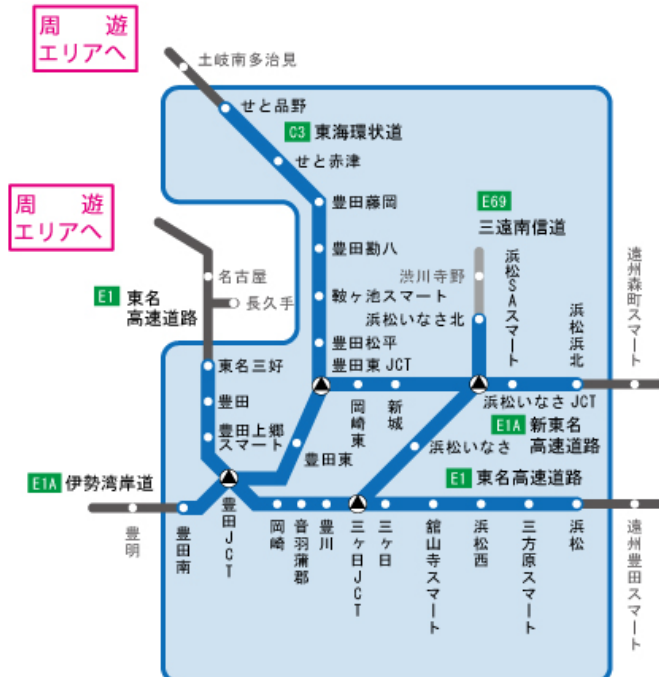 周　遊
エリアへ
土岐南多治見
せと品野
C3 東海環状道
せと赤津
周　遊
エリアへ
豊田藤岡
E69
三遠南信道
豊田勘八
名古屋
長久手
E1 東名
高速道路
鞍ヶ池スマート
渋川寺野
浜松SAスマート
浜松浜北
遠州森町スマート
浜松いなさ北
豊田松平
豊田東JCT
東名三好
岡崎東
新城
浜松いなさJCT
豊田
E1A 新東名
高速道路
豊田上郷
スマート
浜松いなさ
豊田東
E1 東名高速道路
E1A 伊勢湾岸道
豊明
豊田南
豊田JCT
岡崎
音羽蒲郡
豊川
三ヶ日JCT
三ヶ日
舘山寺スマート
浜松西
三方原スマート
浜松
遠州豊田スマート